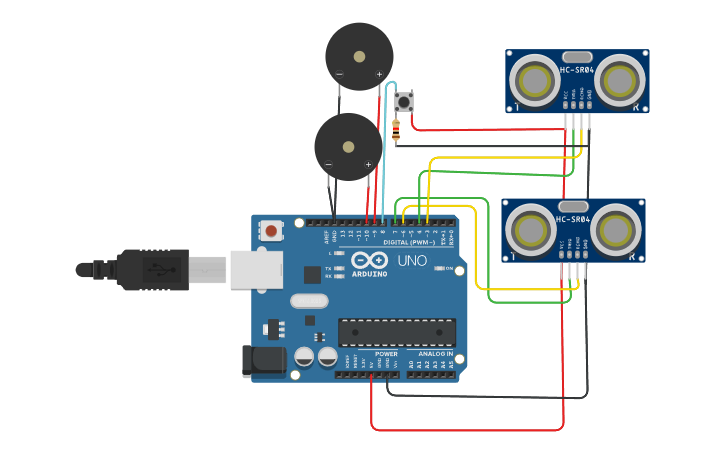 HC-SR04
VCC
TRIG
ECHO
GND
T
R
HC-SR04
VCC
TRIG
ECHO
GND
T
R
AREF
GND
13
12
~11
~10
~9
8
7
~6
~5
4
~3
2
TX→1
RX←0
DIGITAL (PWM~)
L
TX
RX
UNO
ARDUINO
ON
POWER
ANALOG IN
IOREF
RESET
3.3V
5V
GND
GND
Vin
A0
A1
A2
A3
A4
A5